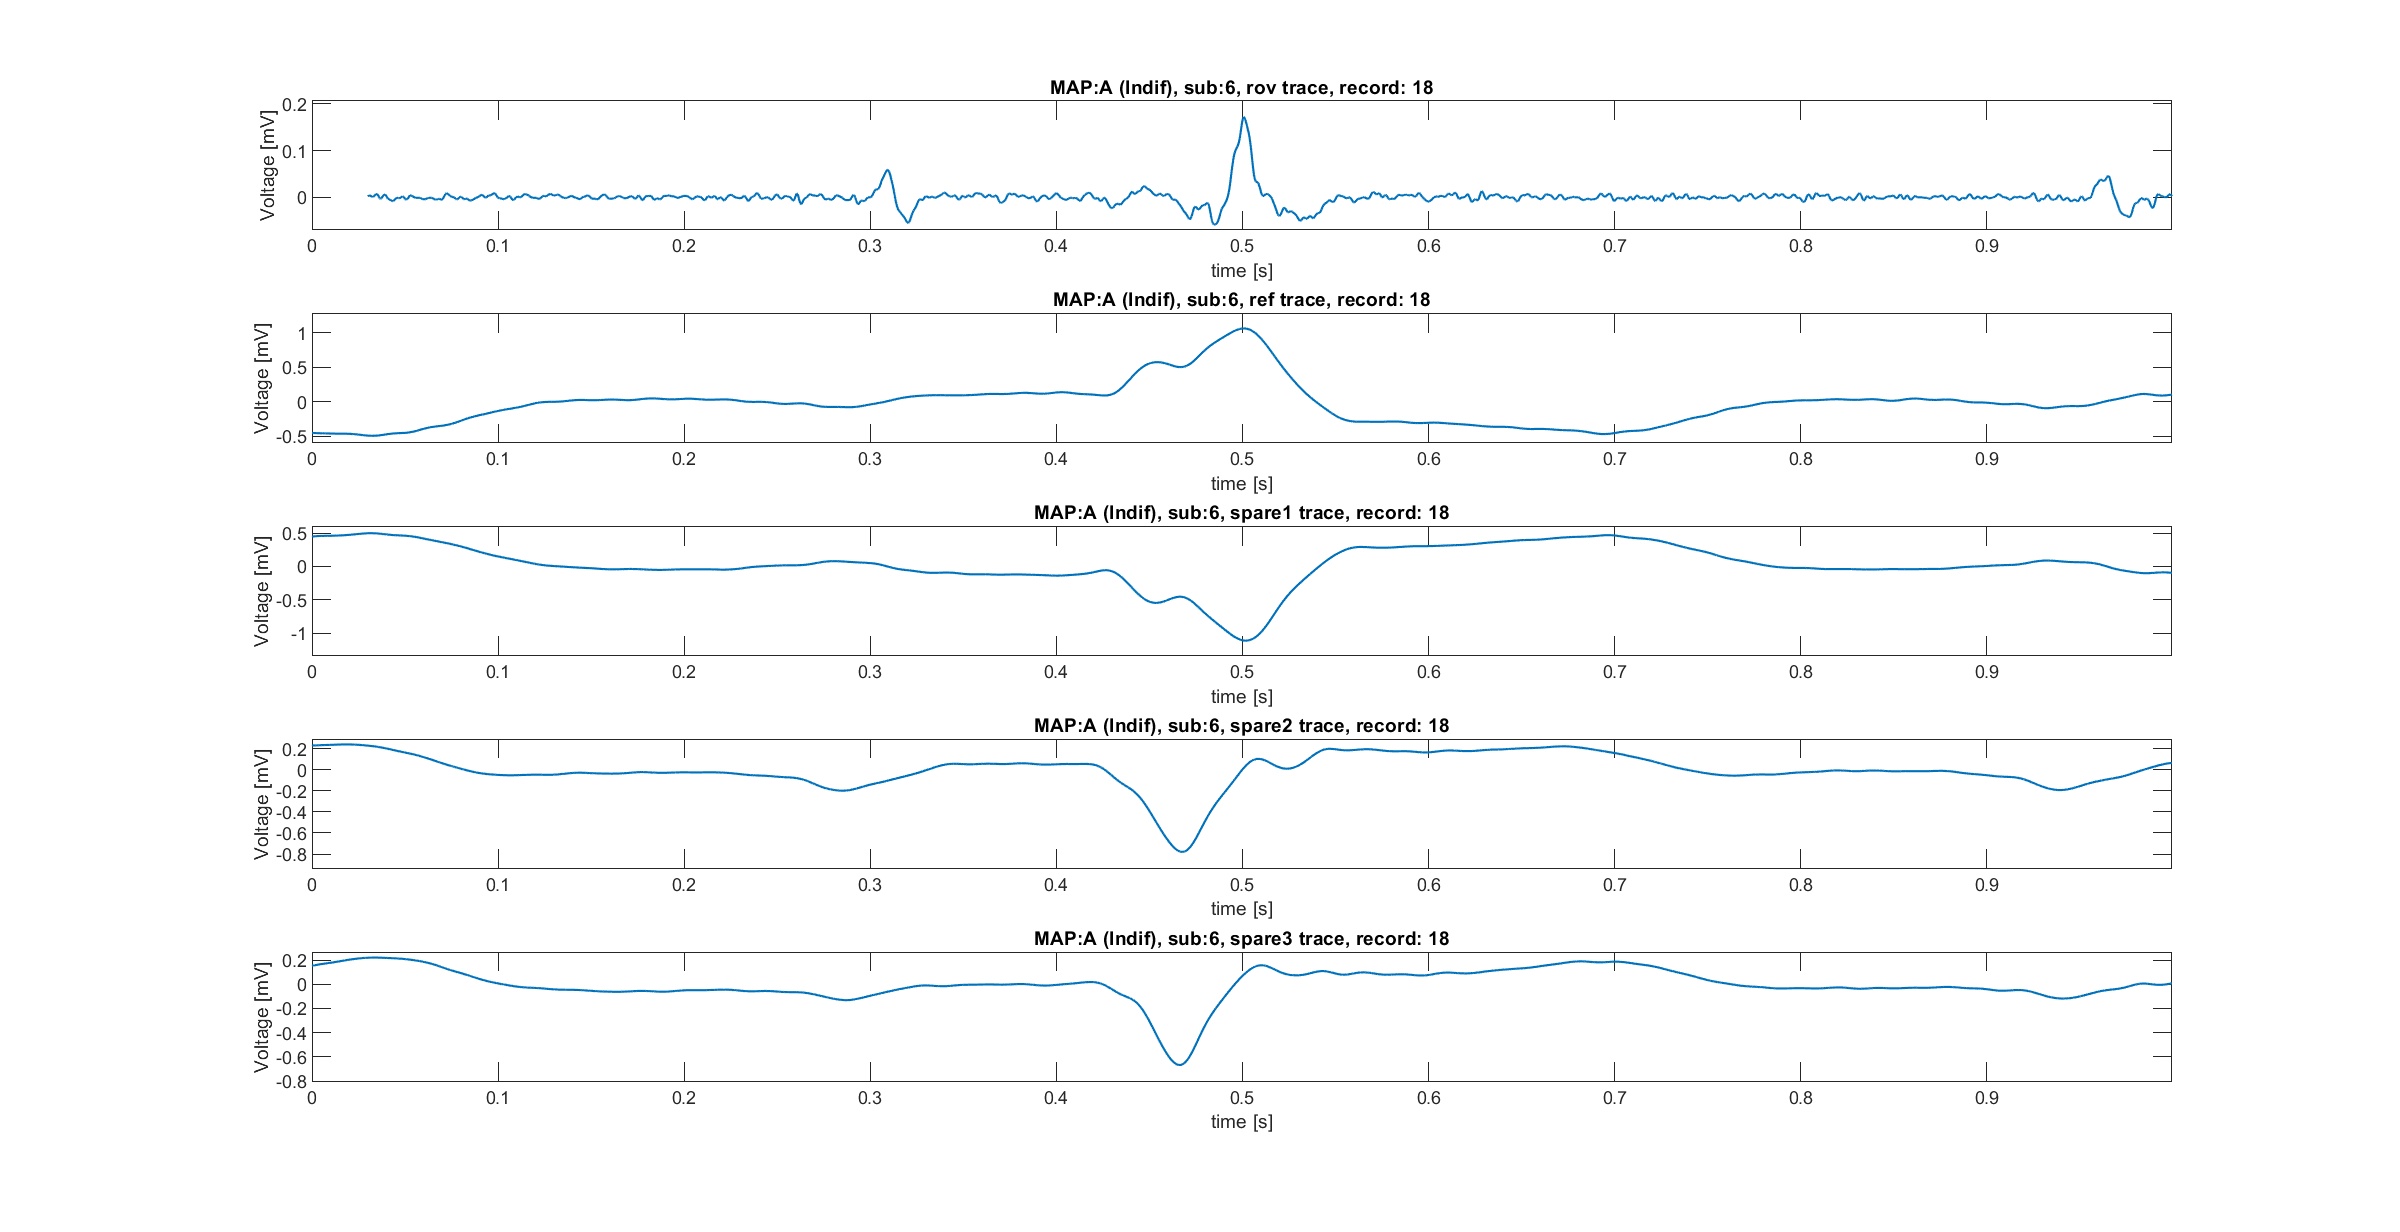 MAP:A (Indif), sub:6, rov trace, record: 18
Voltage [mV]
0.2
0.1
0
0 0.1 0.2 0.3 0.4 0.5 0.6 0.7 0.8 0.9
time [s]
MAP:A (Indif), sub:6, ref trace, record: 18
Voltage [mV]
1
0.5
0
-0.5
0 0.1 0.2 0.3 0.4 0.5 0.6 0.7 0.8 0.9
time [s]
MAP:A (Indif), sub:6, spare1 trace, record: 18
Voltage [mV]
0.5
0
-0.5
-1
0 0.1 0.2 0.3 0.4 0.5 0.6 0.7 0.8 0.9
time [s]
MAP:A (Indif), sub:6, spare2 trace, record: 18
Voltage [mV]
0.2
0
-0.2
-0.4
-0.6
-0.8
0 0.1 0.2 0.3 0.4 0.5 0.6 0.7 0.8 0.9
time [s]
MAP:A (Indif), sub:6, spare3 trace, record: 18
Voltage [mV]
0.2
0
-0.2
-0.4
-0.6
-0.8
0 0.1 0.2 0.3 0.4 0.5 0.6 0.7 0.8 0.9
time [s]